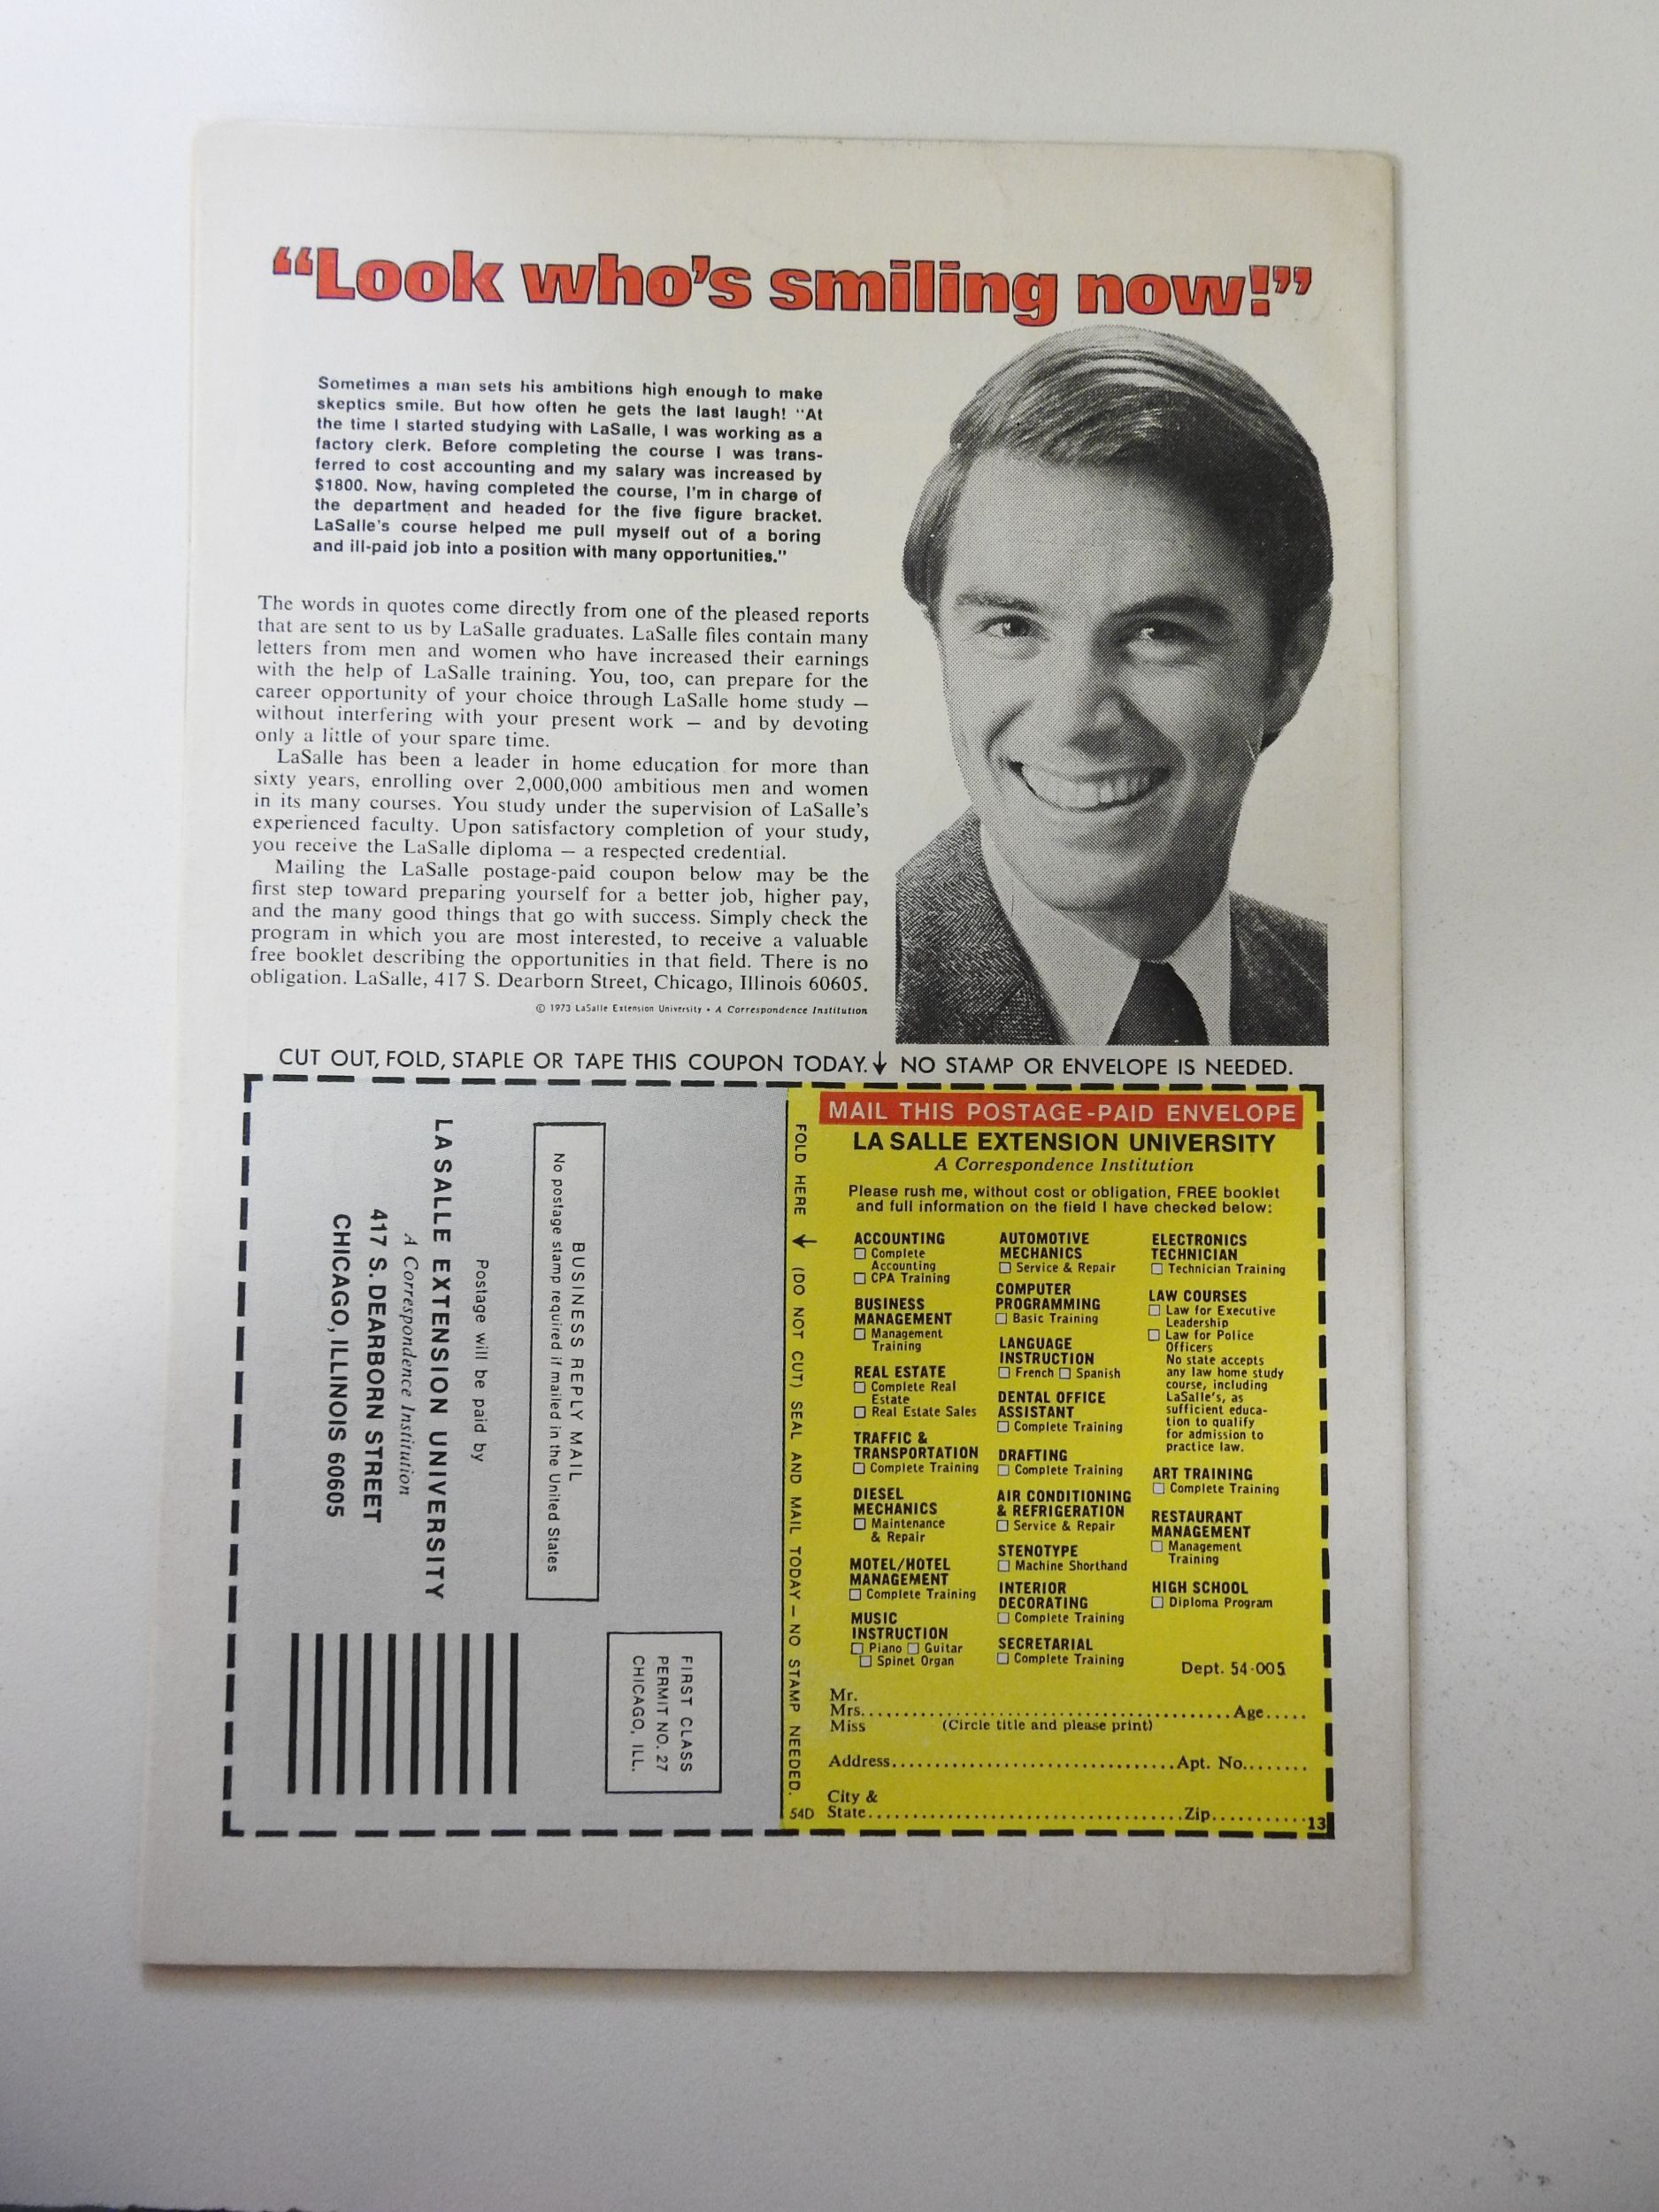 “Look who’s smiling now!”
Sometimes a man sets his ambitions high enough to make
skeptics smile. But how often he gets the last laugh! "At
the time I started studying with LaSalle, I was working as a
factory clerk. Before completing the course I was trans-
ferred to cost accounting and my salary was increased by
$1800. Now, having completed the course, I'm in charge of
the department and headed for the five figure bracket.
LaSalle's course helped me pull myself out of a boring
and ill-paid job into a position with many opportunities."
The words in quotes come directly from one of the pleased reports
that are sent to us by LaSalle graduates. LaSalle files contain many
letters from men and women who have increased their earnings
with the help of LaSalle training. You, too, can prepare for the
career opportunity of your choice through LaSalle home study —
without interfering with your present work — and by devoting
only a little of your spare time.
LaSalle has been a leader in home education for more than
sixty years, enrolling over 2,000,000 ambitious men and women
in its many courses. You study under the supervision of LaSalle's
experienced faculty. Upon satisfactory completion of your study,
you receive the LaSalle diploma — a respected credential.
Mailing the LaSalle postage-paid coupon below may be the
first step toward preparing yourself for a better job, higher pay,
and the many good things that go with success. Simply check the
program in which you are most interested, to receive a valuable
free booklet describing the opportunities in that field. There is no
obligation. LaSalle, 417 S. Dearborn Street, Chicago, Illinois 60605.
© 1973 LaSalle Extension University • A Correspondence Institution
CUT OUT, FOLD, STAPLE OR TAPE THIS COUPON TODAY.↓ NO STAMP OR ENVELOPE IS NEEDED.
FIRST CLASS
PERMIT NO. 27
CHICAGO, ILL.
BUSINESS REPLY MAIL
No postage stamp required if mailed in the United States
Postage will be paid by
LA SALLE EXTENSION UNIVERSITY
A Correspondence Institution
417 S. DEARBORN STREET
CHICAGO, ILLINOIS 60605
FOLD HERE ← (DO NOT CUT) SEAL AND MAIL TODAY – NO STAMP NEEDED.
54D
MAIL THIS POSTAGE-PAID ENVELOPE
LA SALLE EXTENSION UNIVERSITY
A Correspondence Institution
Please rush me, without cost or obligation, FREE booklet
and full information on the field I have checked below:
ACCOUNTING
☐ Complete
Accounting
☐ CPA Training
BUSINESS
MANAGEMENT
☐ Management
Training
REAL ESTATE
☐ Complete Real
Estate
☐ Real Estate Sales
TRAFFIC &
TRANSPORTATION
☐ Complete Training
DIESEL
MECHANICS
☐ Maintenance
& Repair
MOTEL/HOTEL
MANAGEMENT
☐ Complete Training
MUSIC
INSTRUCTION
☐ Piano ☐ Guitar
☐ Spinet Organ
AUTOMOTIVE
MECHANICS
☐ Service & Repair
COMPUTER
PROGRAMMING
☐ Basic Training
LANGUAGE
INSTRUCTION
☐ French ☐ Spanish
DENTAL OFFICE
ASSISTANT
☐ Complete Training
DRAFTING
☐ Complete Training
AIR CONDITIONING
& REFRIGERATION
☐ Service & Repair
STENOTYPE
☐ Machine Shorthand
INTERIOR
DECORATING
☐ Complete Training
SECRETARIAL
☐ Complete Training
ELECTRONICS
TECHNICIAN
☐ Technician Training
LAW COURSES
☐ Law for Executive
Leadership
☐ Law for Police
Officers
No state accepts
any law home study
course, including
LaSalle's, as
sufficient educa-
tion to qualify
for admission to
practice law.
ART TRAINING
☐ Complete Training
RESTAURANT
MANAGEMENT
☐ Management
Training
HIGH SCHOOL
☐ Diploma Program
Dept. 54-005
Mr.
Mrs. Age
Miss (Circle title and please print)
Address Apt. No.
City &
State Zip
13